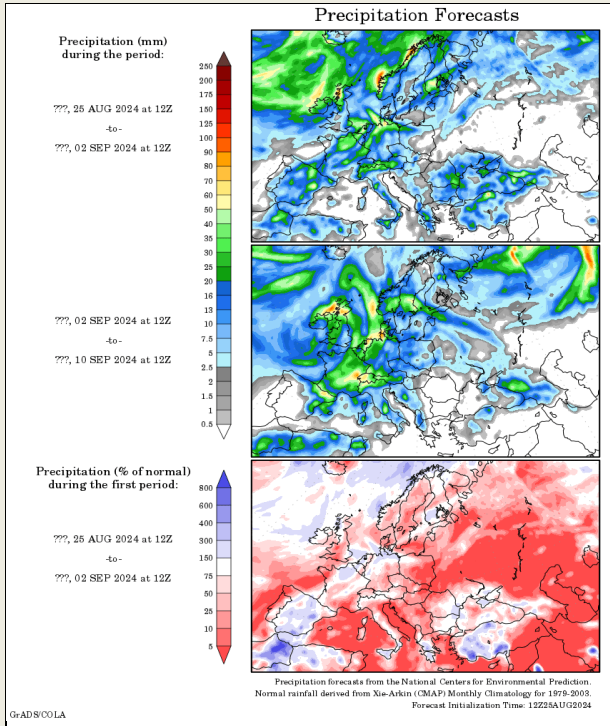 Precipitation Forecasts
Precipitation (mm)
during the period:
???, 25 AUG 2024 at 12Z
-to-
???, 02 SEP 2024 at 12Z
250
200
175
150
125
100
90
80
70
60
50
40
35
30
25
20
16
13
10
7.5
5
2.5
2
1.5
1
0.5
???, 02 SEP 2024 at 12Z
-to-
???, 10 SEP 2024 at 12Z
Precipitation (% of normal)
during the first period:
???, 25 AUG 2024 at 12Z
-to-
???, 02 SEP 2024 at 12Z
800
600
400
300
150
75
50
25
10
5
Precipitation forecasts from the National Centers for Environmental Prediction.
Normal rainfall derived from Xie-Arkin (CMAP) Monthly Climatology for 1979-2003.
Forecast Initialization Time: 12Z25AUG2024
GrADS/COLA